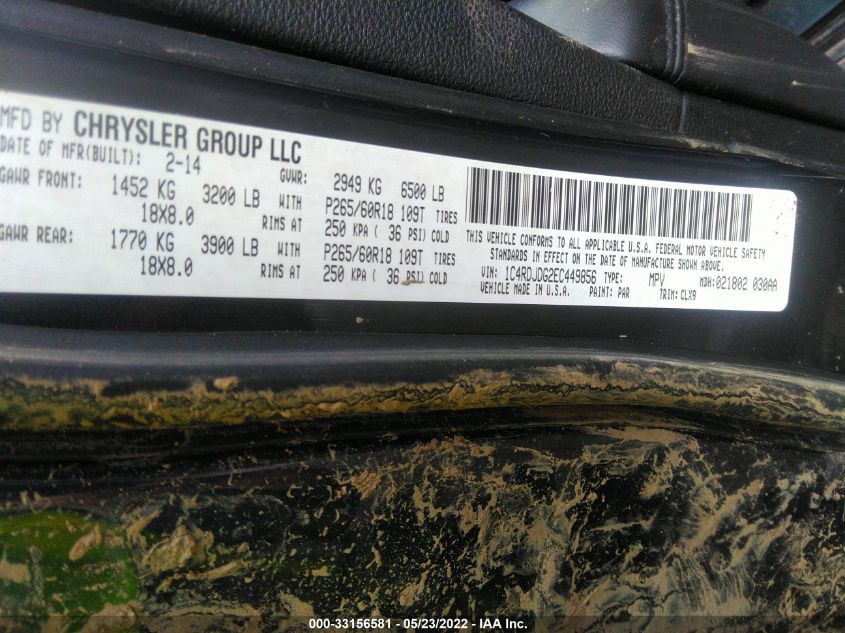 MFD BY CHRYSLER GROUP LLC
DATE OF MFR(BUILT): 2-14 GVWR: 2949 KG 6500 LB
GAWR FRONT: 1452 KG 3200 LB WITH P265/60R18 109T TIRES
18X8.0 RIMS AT 250 KPA ( 36 PSI) COLD
GAWR REAR: 1770 KG 3900 LB WITH P265/60R18 109T TIRES
18X8.0 RIMS AT 250 KPA ( 36 PSI) COLD
THIS VEHICLE CONFORMS TO ALL APPLICABLE U.S.A. FEDERAL MOTOR VEHICLE SAFETY
STANDARDS IN EFFECT ON THE DATE OF MANUFACTURE SHOWN ABOVE.
VIN: 1C4RDJDG2EC449856 TYPE: MPV MDH:021802 030AA
VEHICLE MADE IN U.S.A. PAINT: PAR TRIM: CLX9
000-33156581 / 05/23/2022 / IAA Inc.